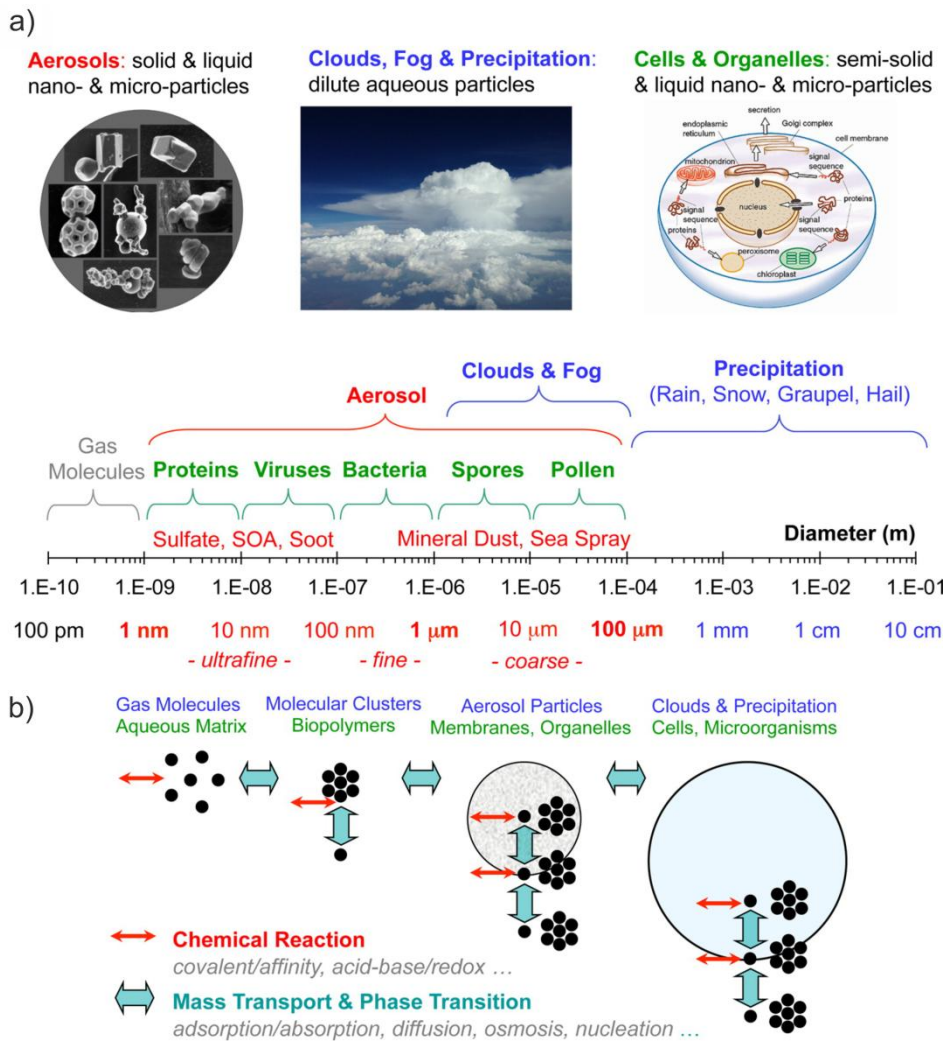 a)
Aerosols: solid & liquid
nano- & micro-particles
Clouds, Fog & Precipitation:
dilute aqueous particles
Cells & Organelles: semi-solid
& liquid nano- & micro-particles
secretion
endoplasmic
reticulum
Golgi complex
cell membrane
mitochondrion
signal
sequence
nucleus
proteins
signal
sequence
signal
sequence
proteins
peroxisome
chloroplast
Clouds & Fog
Precipitation
(Rain, Snow, Graupel, Hail)
Aerosol
Gas
Molecules
Proteins Viruses Bacteria Spores Pollen
Sulfate, SOA, Soot Mineral Dust, Sea Spray
Diameter (m)
1.E-10 1.E-09 1.E-08 1.E-07 1.E-06 1.E-05 1.E-04 1.E-03 1.E-02 1.E-01
100 pm 1 nm 10 nm 100 nm 1 μm 10 μm 100 μm 1 mm 1 cm 10 cm
- ultrafine - - fine - - coarse -
b)
Gas Molecules
Aqueous Matrix
Molecular Clusters
Biopolymers
Aerosol Particles
Membranes, Organelles
Clouds & Precipitation
Cells, Microorganisms
Chemical Reaction
covalent/affinity, acid-base/redox ...
Mass Transport & Phase Transition
adsorption/absorption, diffusion, osmosis, nucleation ...